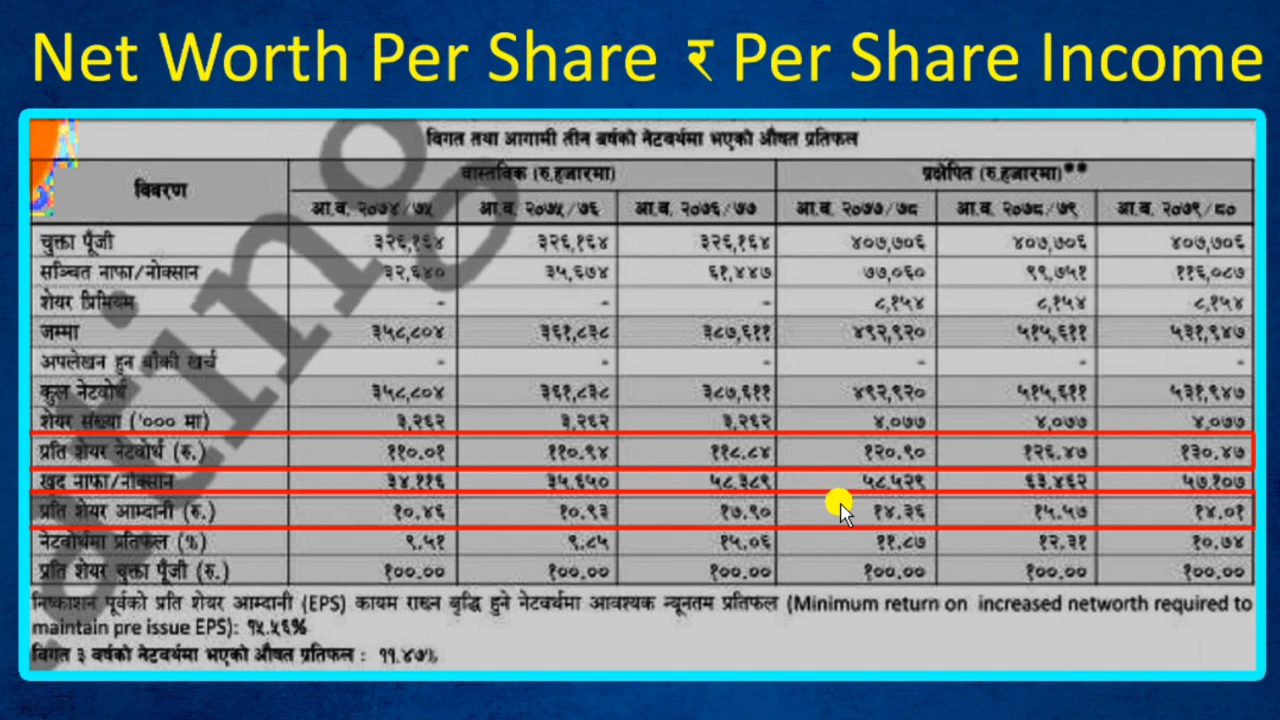 Net Worth Per Share र Per Share Income
विगत तथा आगामी तीन बर्षको नेटवर्थमा भएको औषत प्रतिफल
विवरण वास्तविक (रु.हजारमा) प्रक्षेपित (रु.हजारमा)**
आ.व. २०७४/७५ आ.व. २०७५/७६ आ.व. २०७६/७७ आ.व. २०७७/७८ आ.व. २०७८/७९ आ.व. २०७९/८०
चुक्ता पूँजी ३२६,१६४ ३२६,१६४ ३२६,१६४ ४०७,७०६ ४०७,७०६ ४०७,७०६
सञ्चित नाफा/नोक्सान ३२,६४० ३५,६७४ ६१,४४७ ७७,०६० ९९,७५१ ११६,०८७
शेयर प्रिमियम - - - ८,१५४ ८,१५४ ८,१५४
जम्मा ३५८,८०४ ३६१,८३८ ३८७,६११ ४९२,९२० ५१५,६११ ५३१,९४७
अपलेखन हुन बाँकी खर्च - - - - - -
कुल नेटवोर्थ ३५८,८०४ ३६१,८३८ ३८७,६११ ४९२,९२० ५१५,६११ ५३१,९४७
शेयर संख्या ('००० मा) ३,२६२ ३,२६२ ३,२६२ ४,०७७ ४,०७७ ४,०७७
प्रति शेयर नेटवोर्थ (रु.) ११०.०१ ११०.९४ ११८.८४ १२०.९० १२६.४७ १३०.४७
खुद नाफा/नोक्सान ३४,११६ ३५,६५० ५८,३८९ ५८,५२९ ६३,४६२ ५७,१०७
प्रति शेयर आम्दानी (रु.) १०.४६ १०.९३ १७.९० १४.३६ १५.५७ १४.०१
नेटवोर्थमा प्रतिफल (%) ९.५१ ९.८५ १५.०६ ११.८७ १२.३१ १०.७४
प्रति शेयर चुक्ता पूँजी (रु.) १००.०० १००.०० १००.०० १००.०० १००.०० १००.००
निष्काशन पूर्वको प्रति शेयर आम्दानी (EPS) कायम राख्न बृद्धि हुने नेटवर्थमा आवश्यक न्यूनतम प्रतिफल (Minimum return on increased networth required to
maintain pre issue EPS): १५.५६%
विगत ३ वर्षको नेटवर्थमा भएको औषत प्रतिफल : ११.४७%